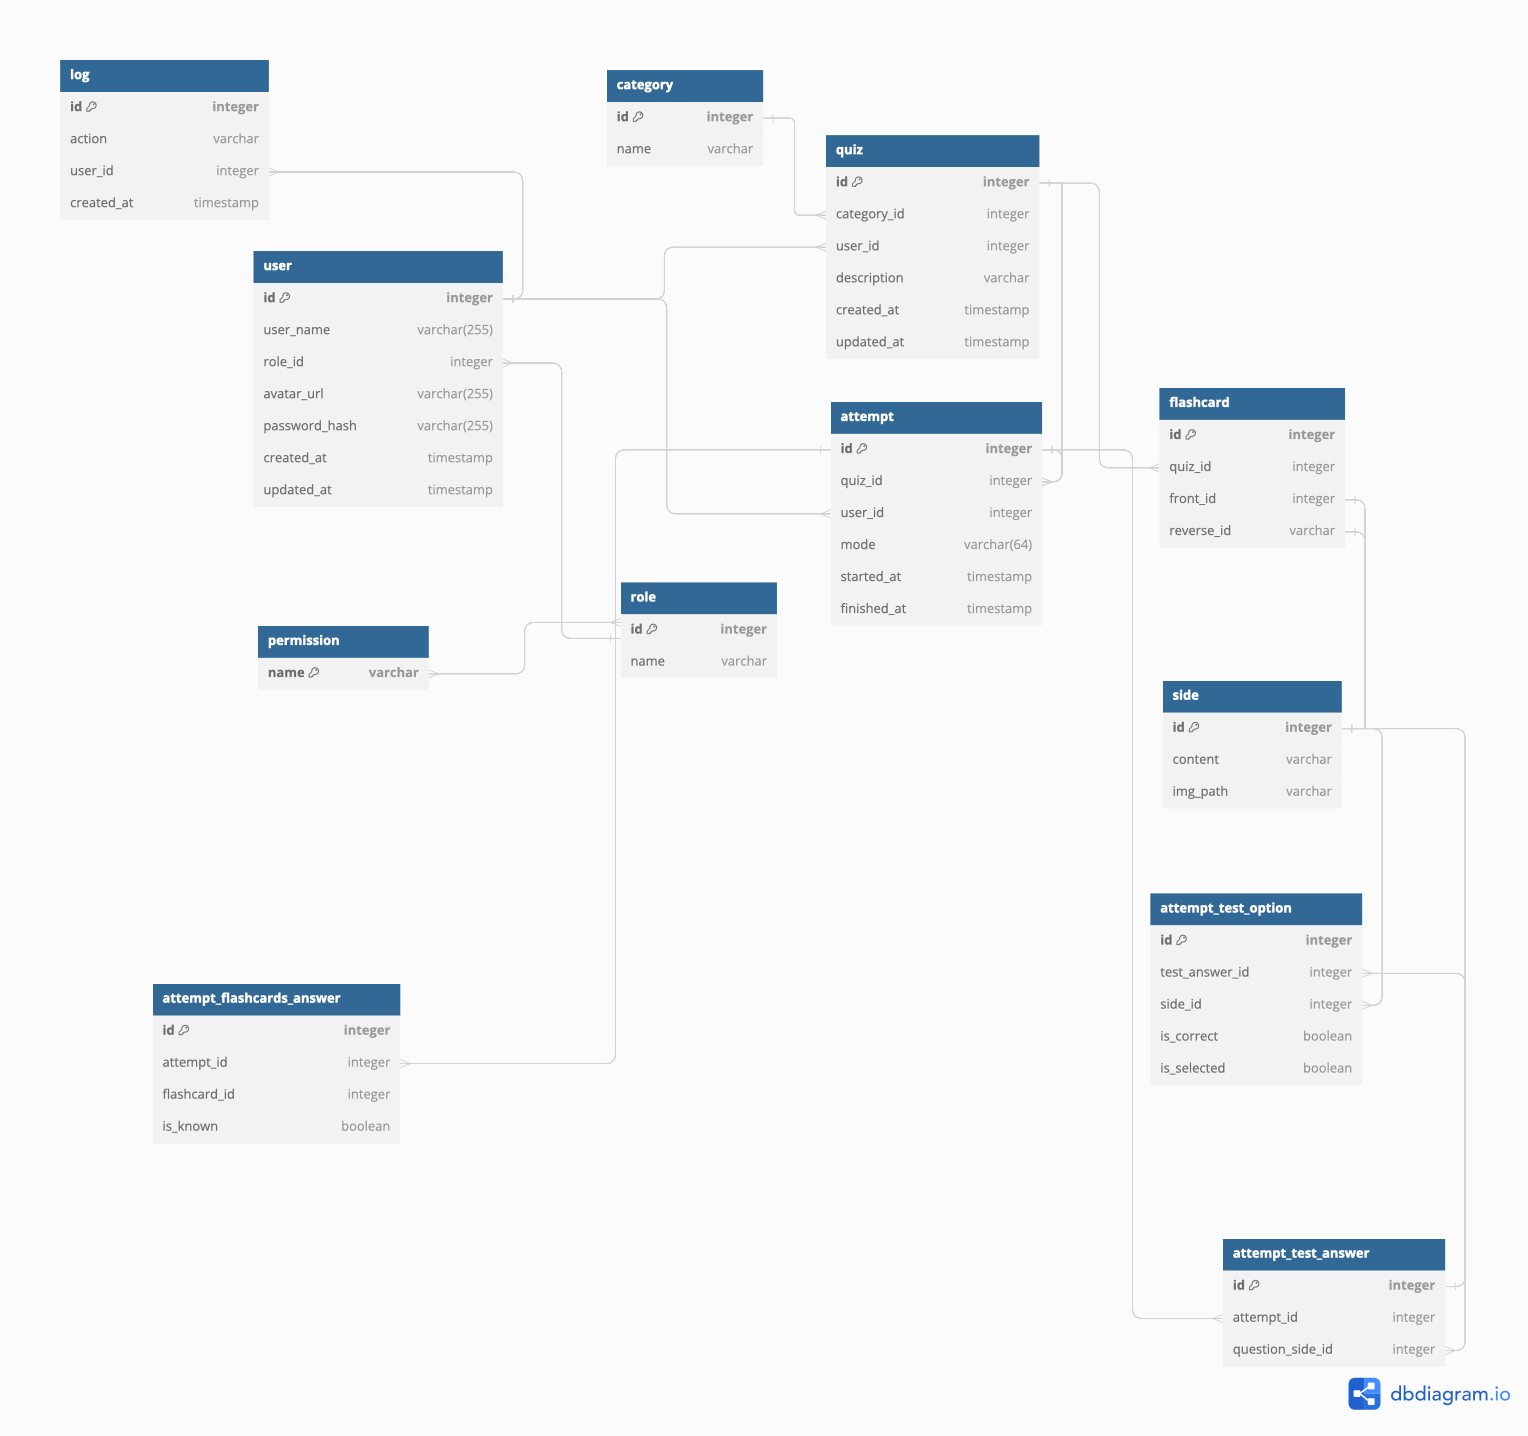 log
id integer
action varchar
user_id integer
created_at timestamp
category
id integer
name varchar
quiz
id integer
category_id integer
user_id integer
description varchar
created_at timestamp
updated_at timestamp
user
id integer
user_name varchar(255)
role_id integer
avatar_url varchar(255)
password_hash varchar(255)
created_at timestamp
updated_at timestamp
attempt
id integer
quiz_id integer
user_id integer
mode varchar(64)
started_at timestamp
finished_at timestamp
flashcard
id integer
quiz_id integer
front_id integer
reverse_id varchar
role
id integer
name varchar
permission
name varchar
side
id integer
content varchar
img_path varchar
attempt_test_option
id integer
test_answer_id integer
side_id integer
is_correct boolean
is_selected boolean
attempt_flashcards_answer
id integer
attempt_id integer
flashcard_id integer
is_known boolean
attempt_test_answer
id integer
attempt_id integer
question_side_id integer
dbdiagram.io